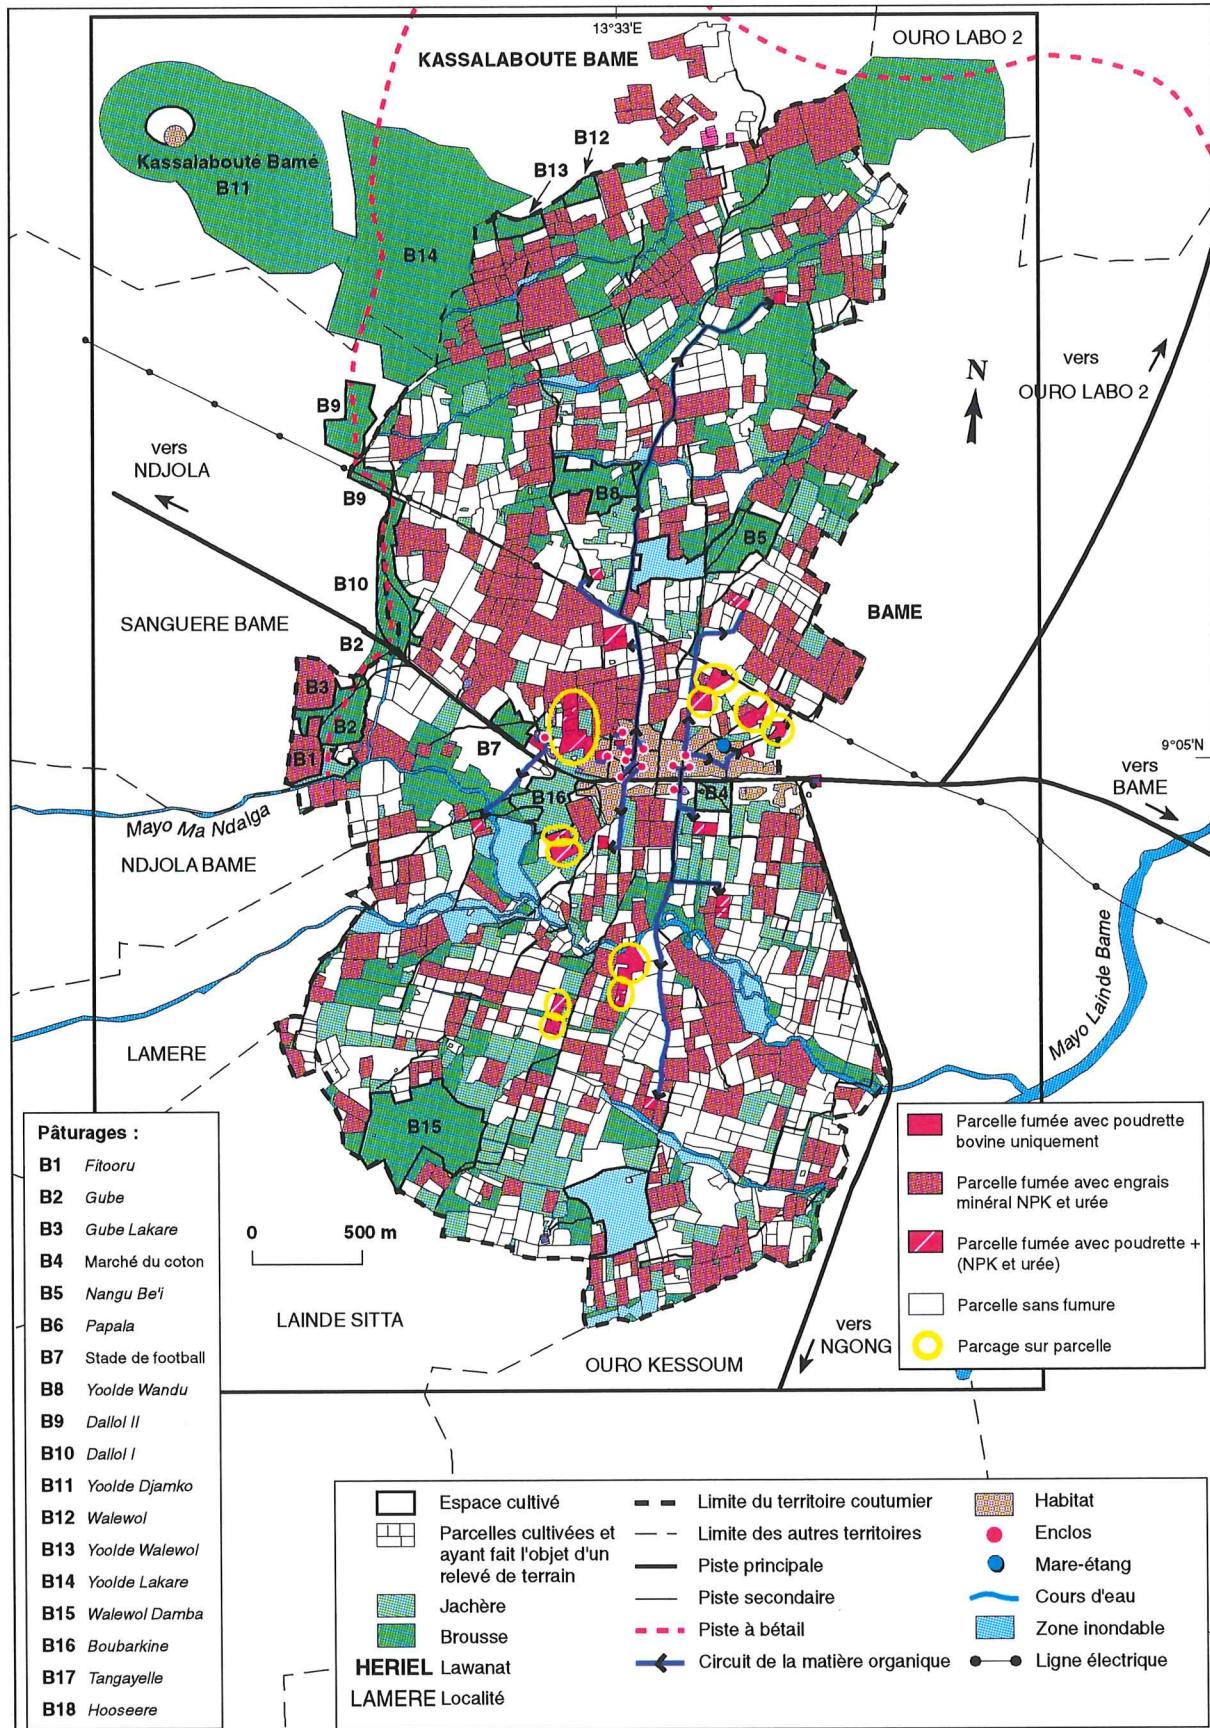 13°33'E
OURO LABO 2
KASSALABOUTE BAME
B12
Kassalabouté Bamé
B11
B13
B14
N
vers
OURO LABO 2
B9
vers
NDJOLA
B8
B9
B5
B10
SANGUERE BAME
BAME
B2
B3
B2
B7
B1
9°05'N
vers
BAME
B16
B4
Mayo Ma Ndalga
NDJOLA BAME
Mayo Laïnde Bame
LAMERE
B15
0 500 m
LAINDE SITTA
vers
NGONG
OURO KESSOUM
Pâturages :
B1 Fitooru
B2 Gube
B3 Gube Lakare
B4 Marché du coton
B5 Nangu Be'i
B6 Papala
B7 Stade de football
B8 Yoolde Wandu
B9 Dallol II
B10 Dallol I
B11 Yoolde Djamko
B12 Walewol
B13 Yoolde Walewol
B14 Yoolde Lakare
B15 Walewol Damba
B16 Boubarkine
B17 Tangayelle
B18 Hooseere
Parcelle fumée avec poudrette
bovine uniquement
Parcelle fumée avec engrais
minéral NPK et urée
Parcelle fumée avec poudrette +
(NPK et urée)
Parcelle sans fumure
Parcage sur parcelle
Espace cultivé
Parcelles cultivées et
ayant fait l'objet d'un
relevé de terrain
Jachère
Brousse
HERIEL Lawanat
LAMERE Localité
Limite du territoire coutumier
Limite des autres territoires
Piste principale
Piste secondaire
Piste à bétail
Circuit de la matière organique
Habitat
Enclos
Mare-étang
Cours d'eau
Zone inondable
Ligne électrique